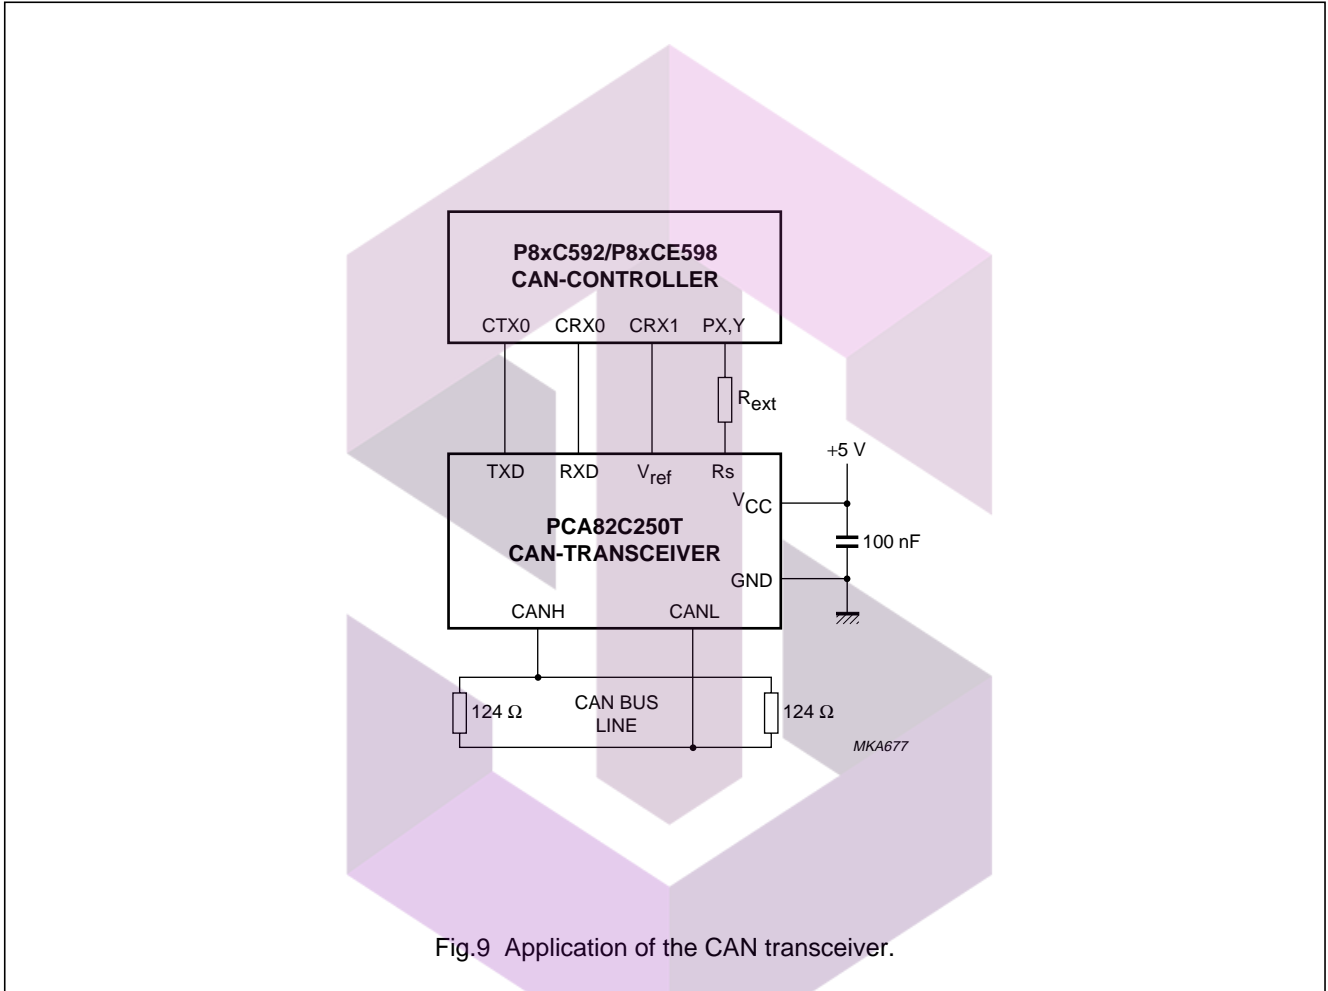 P8xC592/P8xCE598
CAN-CONTROLLER
CTX0 CRX0 CRX1 PX,Y
Rext
+5 V
TXD RXD Vref Rs
VCC
PCA82C250T
CAN-TRANSCEIVER
100 nF
GND
CANH CANL
124 Ω
CAN BUS
LINE
124 Ω
MKA677
Fig.9 Application of the CAN transceiver.